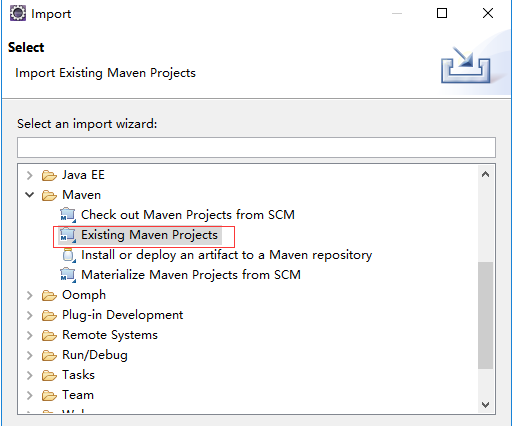 Import
Select
Import Existing Maven Projects
Select an import wizard:
Java EE
Maven
Check out Maven Projects from SCM
Existing Maven Projects
Install or deploy an artifact to a Maven repository
Materialize Maven Projects from SCM
Oomph
Plug-in Development
Remote Systems
Run/Debug
Tasks
Team